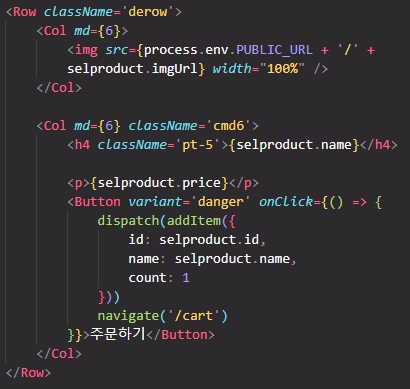 <Row className='derow'>
    <Col md={6}>
        <img src={process.env.PUBLIC_URL + '/' +
        selproduct.imgUrl} width="100%" />
    </Col>

    <Col md={6} className='cmd6'>
        <h4 className='pt-5'>{selproduct.name}</h4>

        <p>{selproduct.price}</p>
        <Button variant='danger' onClick={() => {
            dispatch(addItem({
                id: selproduct.id,
                name: selproduct.name,
                count: 1
            }))
            navigate('/cart')
        }}>주문하기</Button>
    </Col>
</Row>